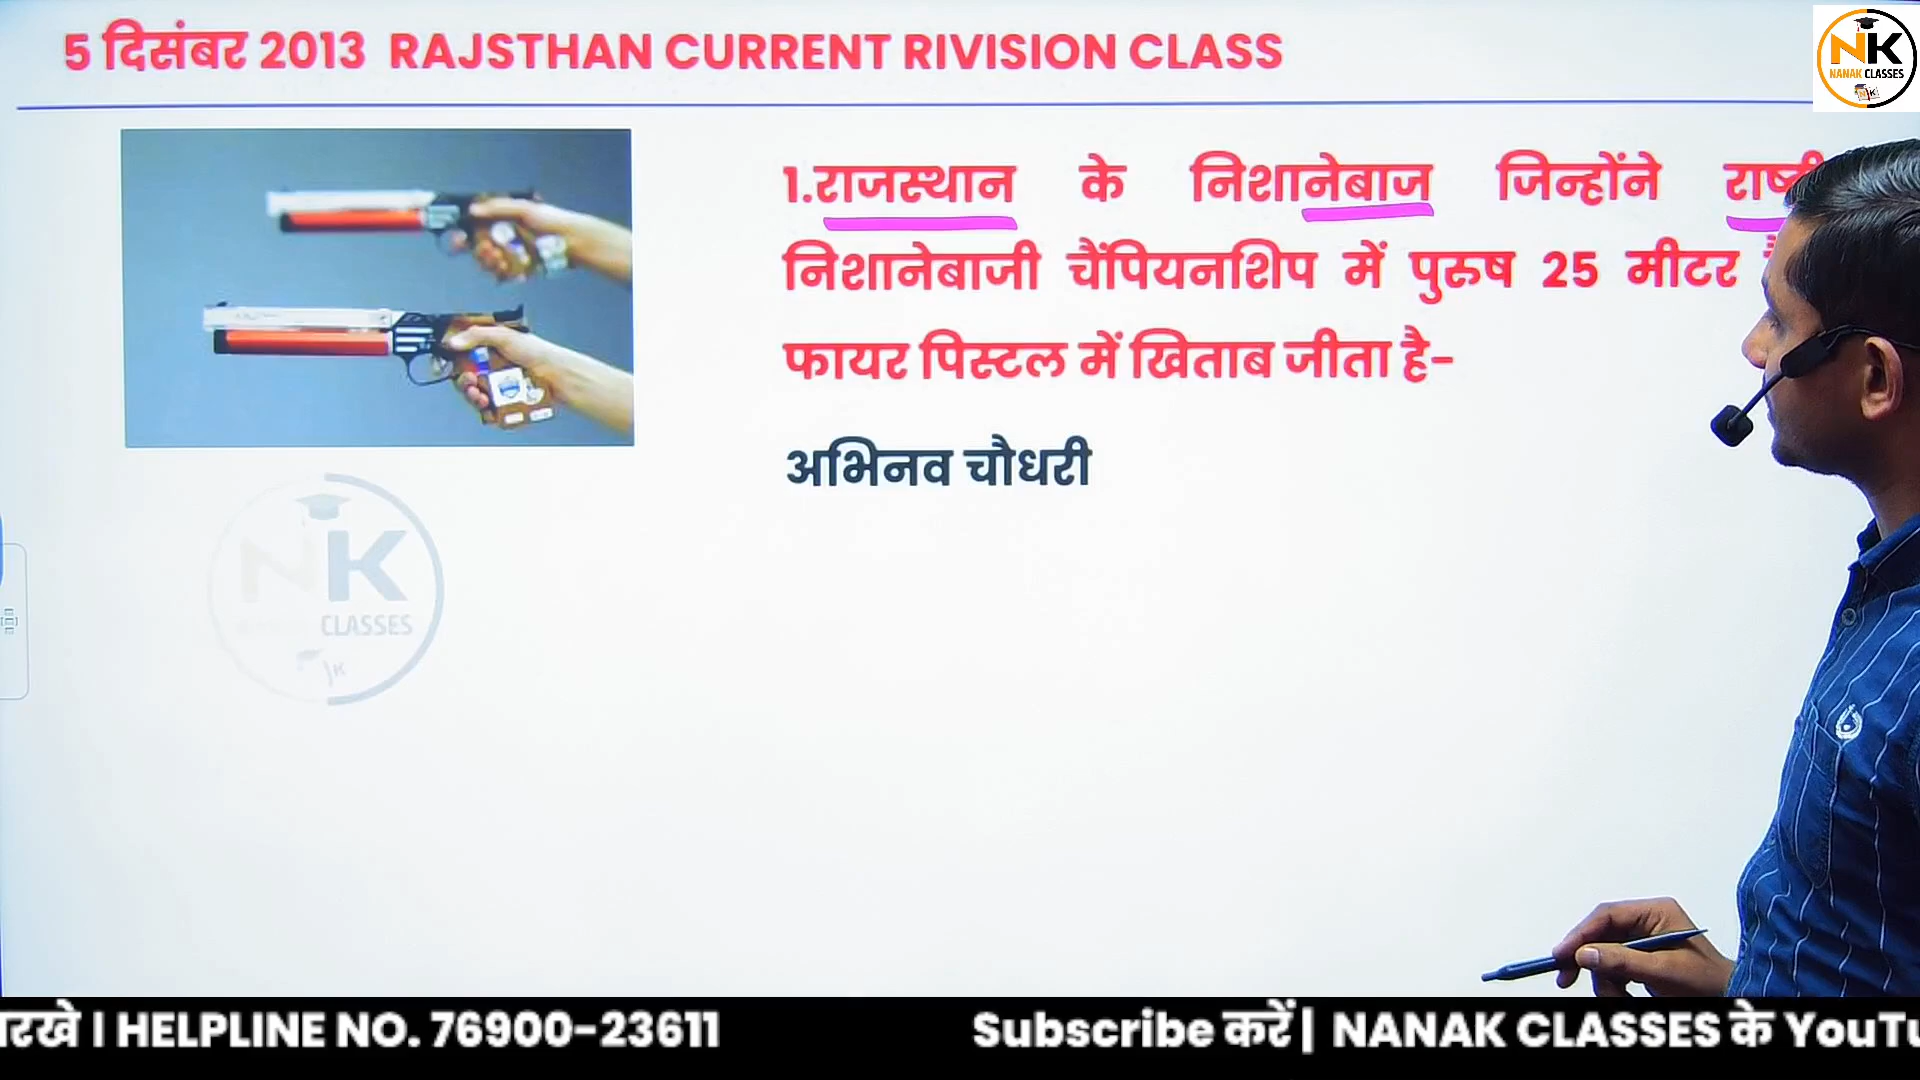 5 दिसंबर 2013 RAJSTHAN CURRENT RIVISION CLASS
NK
NANAK CLASSES
1.राजस्थान के निशानेबाज जिन्होंने
निशानेबाजी चैंपियनशिप में पुरुष 25 मीटर
फायर पिस्टल में खिताब जीता है-
अभिनव चौधरी
NK
CLASSES
HELPLINE NO. 76900-23611 Subscribe करें| NANAK CLASSES के